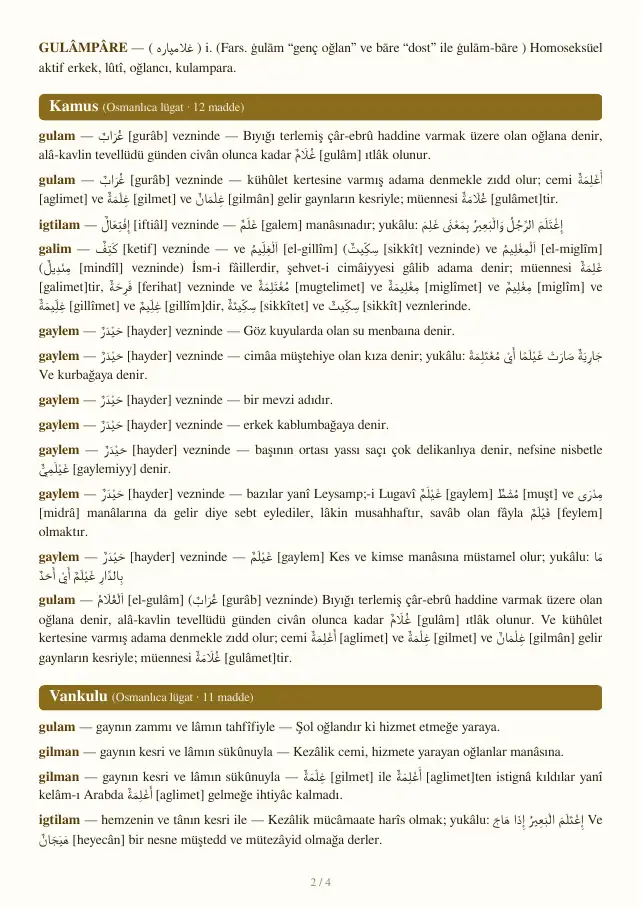 GULÂMPÂRE — ( غلامپاره ) i. (Fars. ġulām “genç oğlan” ve bāre “dost” ile ġulām-bāre ) Homoseksüel
aktif erkek, lûtî, oğlancı, kulampara.
Kamus (Osmanlıca lügat · 12 madde)
gulam — غُرَابٌ [gurâb] vezninde — Bıyığı terlemiş çâr-ebrû haddine varmak üzere olan oğlana denir,
alâ-kavlin tevellüdü günden civân olunca kadar غُلَامٌ [gulâm] ıtlâk olunur.
gulam — غُرَابٌ [gurâb] vezninde — kühûlet kertesine varmış adama denmekle zıdd olur; cemi أَغْلِمَةٌ
[aglimet] ve غِلْمَةٌ [gilmet] ve غِلْمَانٌ [gilmân] gelir gaynların kesriyle; müennesi غُلَامَةٌ [gulâmet]tir.
igtilam — إِفْتِعَالٌ [iftiâl] vezninde — غَلَمٌ [galem] manâsınadır; yukâlu: إِغْتَلَمَ الرَّجُلُ وَالْبَعِيرُ بِمَعْنَى غَلِمَ
galim — كَتِفٌ [ketif] vezninde — ve اَلْغِلِّيمُ [el-gillîm] (سِكِّيتٌ [sikkît] vezninde) ve اَلْمِغْلِيمُ [el-miglîm]
(مِنْدِيلٌ [mindîl] vezninde) İsm-i fâillerdir, şehvet-i cimâiyyesi gâlib adama denir; müennesi غَلِمَةٌ
[galimet]tir, فَرِحَةٌ [ferihat] vezninde ve مُغْتَلِمَةٌ [mugtelimet] ve مِغْلِيمَةٌ [miglîmet] ve مِغْلِيمٌ [miglîm] ve
غِلِّيمَةٌ [gillîmet] ve غِلِّيمٌ [gillîm]dir, سِكِّيتَةٌ [sikkîtet] ve سِكِّيتٌ [sikkît] veznlerinde.
gaylem — حَيْدَرٌ [hayder] vezninde — Göz kuyularda olan su menbaına denir.
gaylem — حَيْدَرٌ [hayder] vezninde — cimâa müştehiye olan kıza denir; yukâlu: جَارِيَةٌ صَارَتْ غَيْلَمًا أَيْ مُغْتَلِمَةً
Ve kurbağaya denir.
gaylem — حَيْدَرٌ [hayder] vezninde — bir mevzi adıdır.
gaylem — حَيْدَرٌ [hayder] vezninde — erkek kablumbağaya denir.
gaylem — حَيْدَرٌ [hayder] vezninde — başının ortası yassı saçı çok delikanlıya denir, nefsine nisbetle
غَيْلَمِيٌّ [gaylemiyy] denir.
gaylem — حَيْدَرٌ [hayder] vezninde — bazılar yanî Leysamp;-i Lugavî غَيْلَمٌ [gaylem] مُشْطٌ [muşt] ve مِدْرَى
[midrâ] manâlarına da gelir diye sebt eylediler, lâkin musahhaftır, savâb olan fâyla فَيْلَمٌ [feylem]
olmaktır.
gaylem — حَيْدَرٌ [hayder] vezninde — غَيْلَمٌ [gaylem] Kes ve kimse manâsına müstamel olur; yukâlu: مَا
بِالدَّارِ غَيْلَمٌ أَيْ أَحَدٌ
gulam — اَلْغُلَامُ [el-gulâm] (غُرَابٌ [gurâb] vezninde) Bıyığı terlemiş çâr-ebrû haddine varmak üzere olan
oğlana denir, alâ-kavlin tevellüdü günden civân olunca kadar غُلَامٌ [gulâm] ıtlâk olunur. Ve kühûlet
kertesine varmış adama denmekle zıdd olur; cemi أَغْلِمَةٌ [aglimet] ve غِلْمَةٌ [gilmet] ve غِلْمَانٌ [gilmân] gelir
gaynların kesriyle; müennesi غُلَامَةٌ [gulâmet]tir.
Vankulu (Osmanlıca lügat · 11 madde)
gulam — gaynın zammı ve lâmın tahfîfiyle — Şol oğlandır ki hizmet etmeğe yaraya.
gilman — gaynın kesri ve lâmın sükûnuyla — Kezâlik cemi, hizmete yarayan oğlanlar manâsına.
gilman — gaynın kesri ve lâmın sükûnuyla — غِلْمَةٌ [gilmet] ile أَغْلِمَةٌ [aglimet]ten istignâ kıldılar yanî
kelâm-ı Arabda أَغْلِمَةٌ [aglimet] gelmeğe ihtiyâc kalmadı.
igtilam — hemzenin ve tânın kesri ile — Kezâlik mücâmaate harîs olmak; yukâlu: إِغْتَلَمَ الْبَعِيرُ إِذَا هَاجَ Ve
هَيَجَانٌ [heyecân] bir nesne müştedd ve mütezâyid olmağa derler.
2 / 4